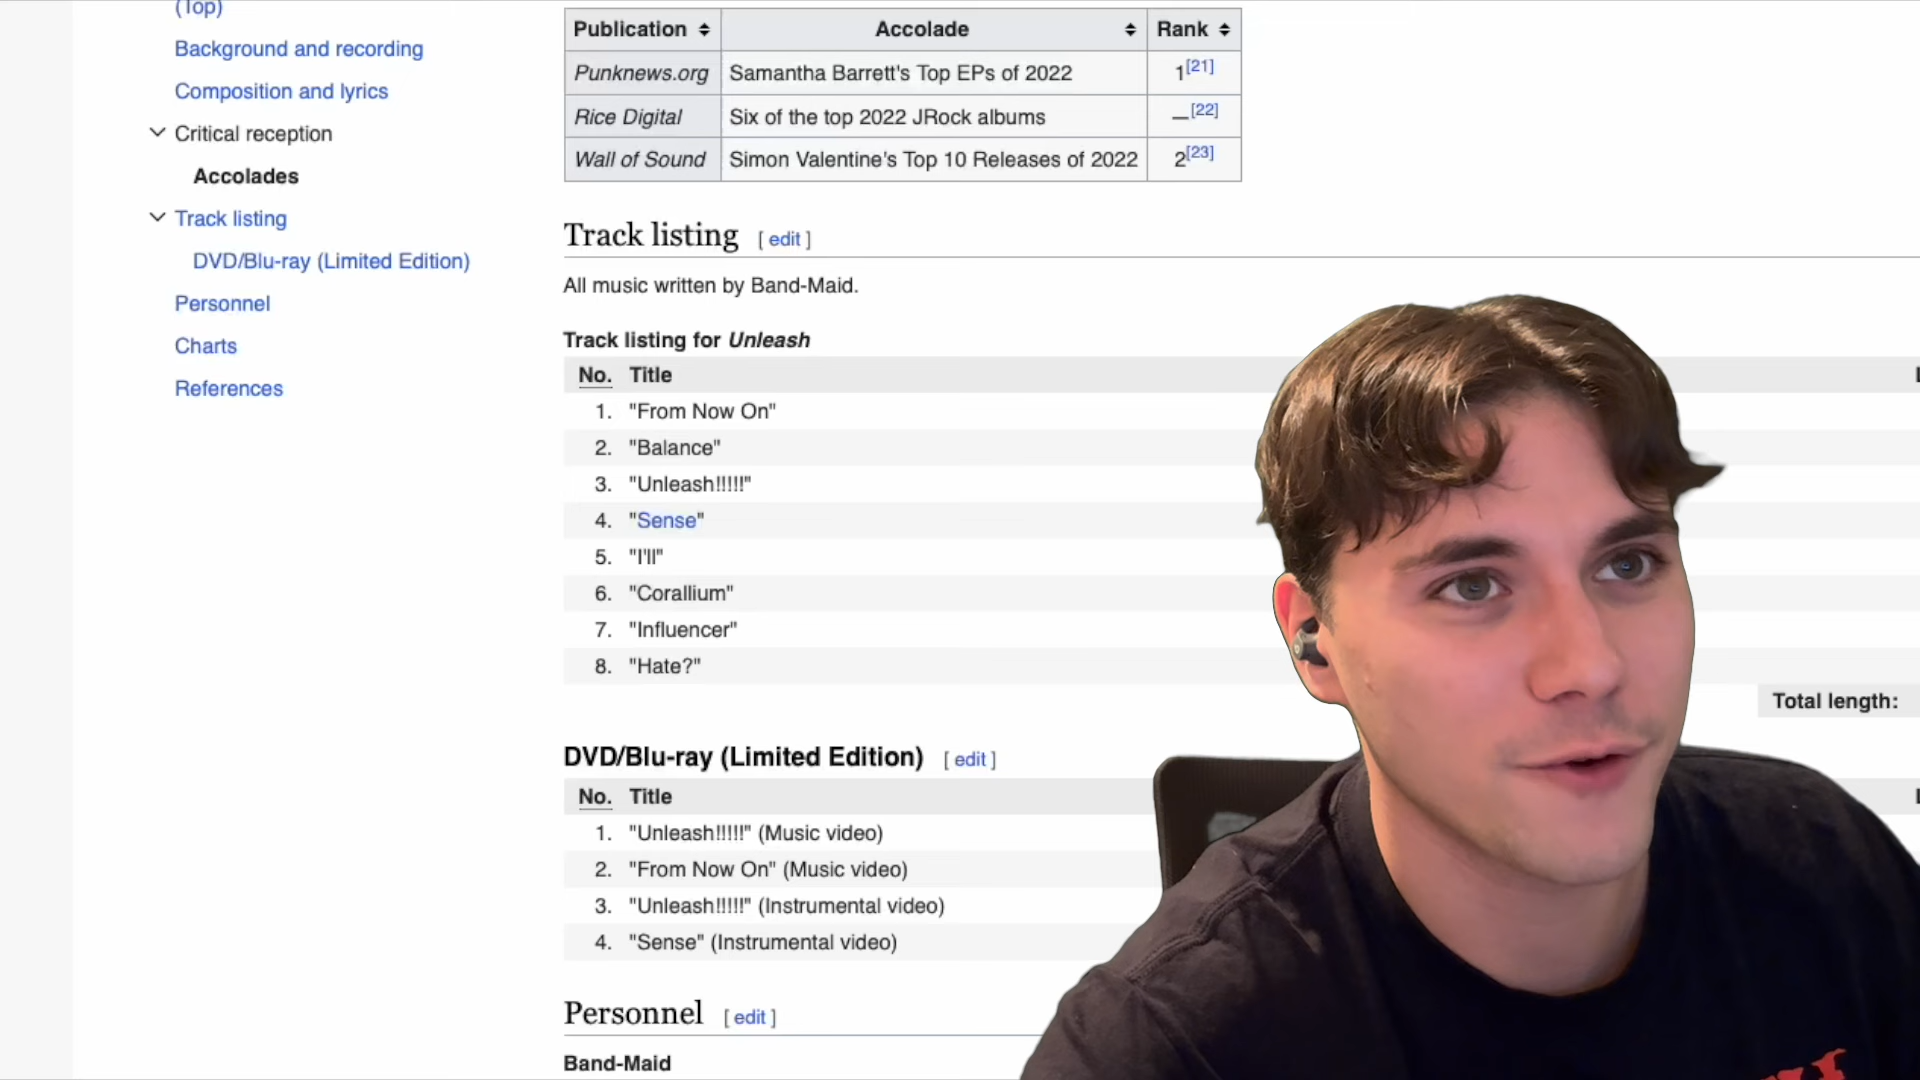 (Top)
Background and recording
Composition and lyrics
Critical reception
Accolades
Track listing
DVD/Blu-ray (Limited Edition)
Personnel
Charts
References
Publication Accolade Rank
Punknews.org Samantha Barrett's Top EPs of 2022 1[21]
Rice Digital Six of the top 2022 JRock albums —[22]
Wall of Sound Simon Valentine's Top 10 Releases of 2022 2[23]
Track listing [ edit ]
All music written by Band-Maid.
Track listing for Unleash
No. Title
1. "From Now On"
2. "Balance"
3. "Unleash!!!!!"
4. "Sense"
5. "I'll"
6. "Corallium"
7. "Influencer"
8. "Hate?"
Total length:
DVD/Blu-ray (Limited Edition) [ edit ]
No. Title
1. "Unleash!!!!!" (Music video)
2. "From Now On" (Music video)
3. "Unleash!!!!!" (Instrumental video)
4. "Sense" (Instrumental video)
Personnel [ edit ]
Band-Maid